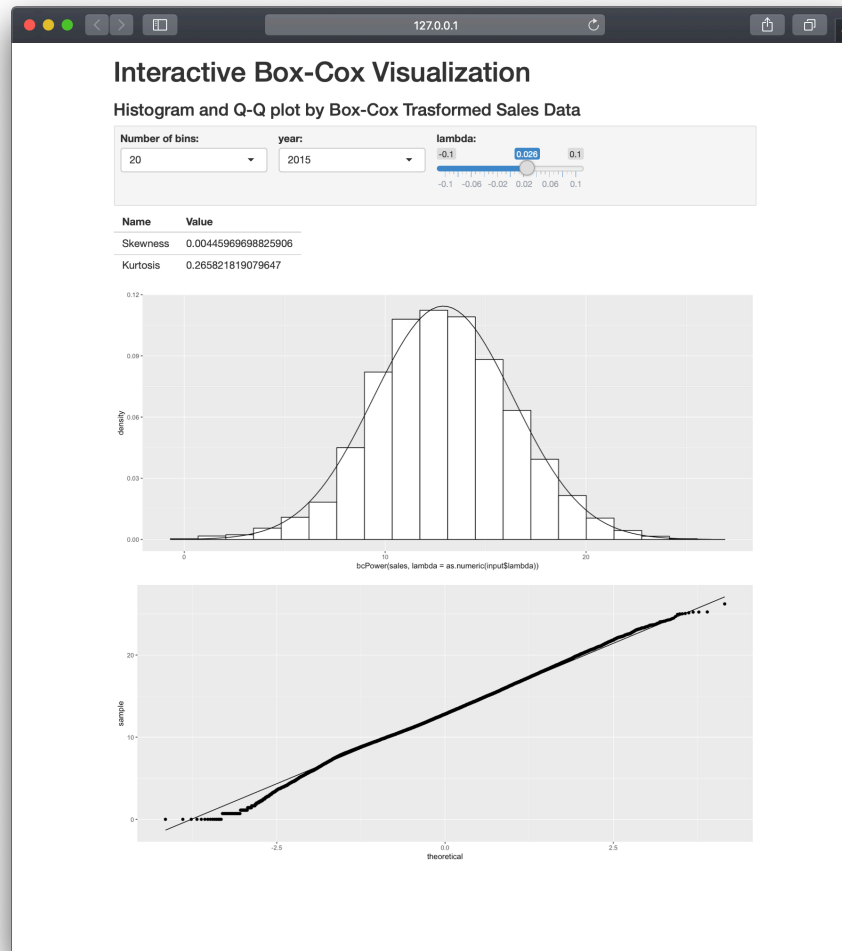 127.0.0.1
Interactive Box-Cox Visualization
Histogram and Q-Q plot by Box-Cox Trasformed Sales Data
Number of bins: year: lambda:
20 2015 -0.1 0.026 0.1
-0.1 -0.06 -0.02 0.02 0.06 0.1
Name Value
Skewness 0.00445969698825906
Kurtosis 0.265821819079647
0.12
0.09
0.06
0.03
0.00
density
0 10 20
bcPower(sales, lambda = as.numeric(input$lambda))
20
10
0
sample
-2.5 0.0 2.5
theoretical